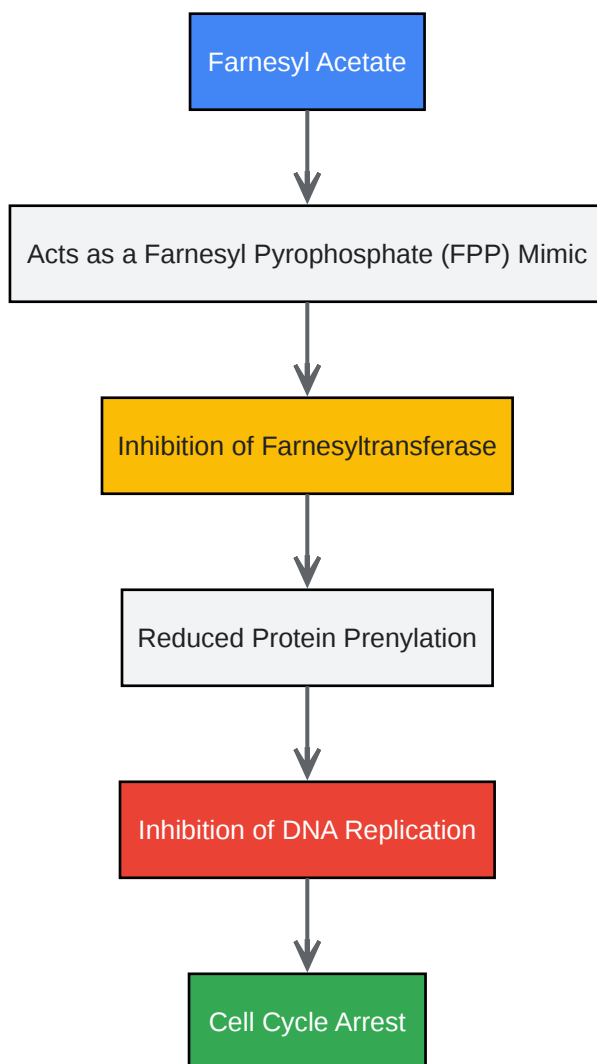 Farnesyl Acetate
Acts as a Farnesyl Pyrophosphate (FPP) Mimic
Inhibition of Farnesyltransferase
Reduced Protein Prenylation
Inhibition of DNA Replication
Cell Cycle Arrest